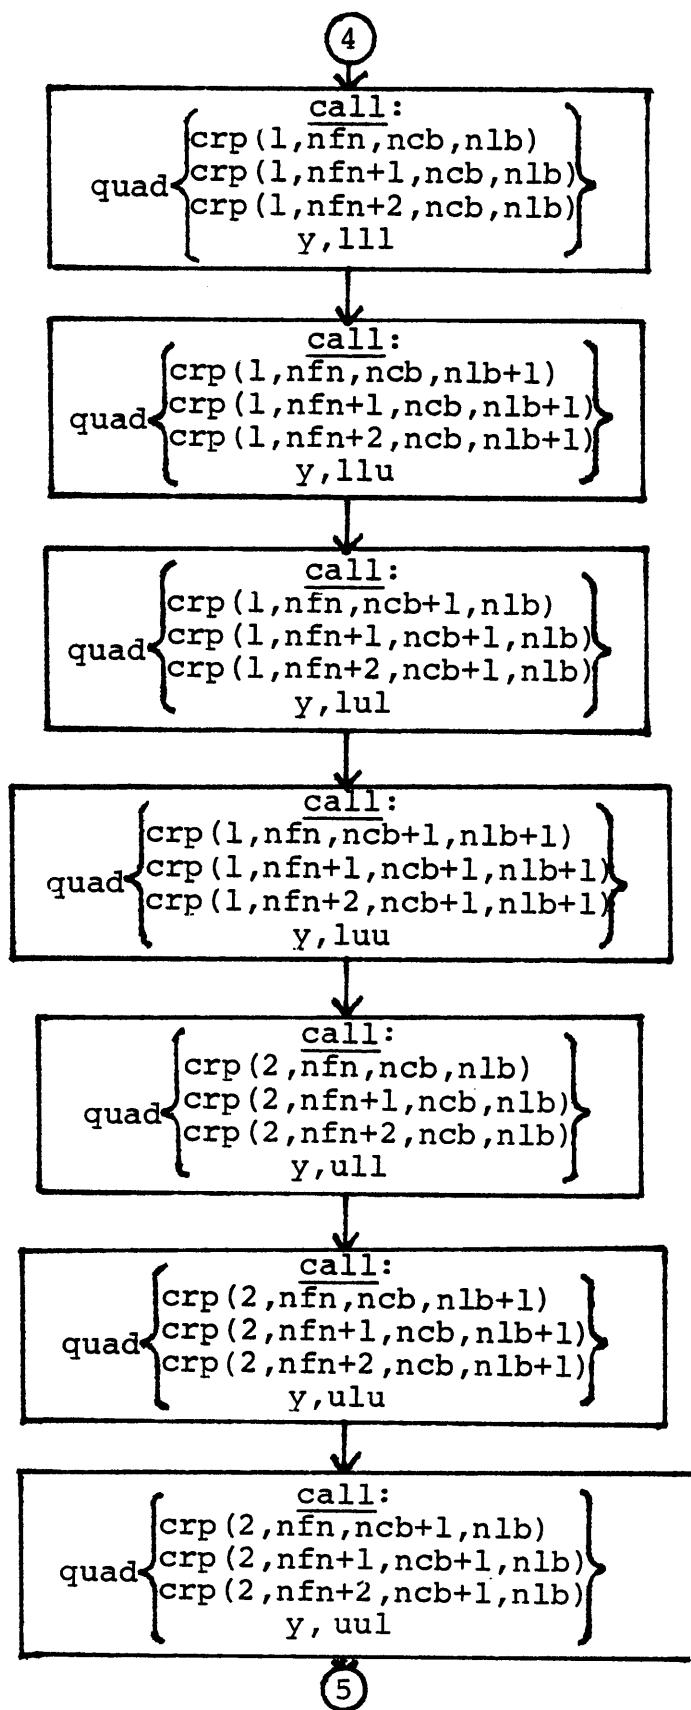 4
call:
crp(1,nfn,ncb,nlb)
quad crp(1,nfn+1,ncb,nlb)
crp(1,nfn+2,ncb,nlb)
y,lll
call:
crp(1,nfn,ncb,nlb+1)
quad crp(1,nfn+1,ncb,nlb+1)
crp(1,nfn+2,ncb,nlb+1)
y,llu
call:
crp(1,nfn,ncb+1,nlb)
quad crp(1,nfn+1,ncb+1,nlb)
crp(1,nfn+2,ncb+1,nlb)
y,lul
call:
crp(1,nfn,ncb+1,nlb+1)
quad crp(1,nfn+1,ncb+1,nlb+1)
crp(1,nfn+2,ncb+1,nlb+1)
y,luu
call:
crp(2,nfn,ncb,nlb)
quad crp(2,nfn+1,ncb,nlb)
crp(2,nfn+2,ncb,nlb)
y,ull
call:
crp(2,nfn,ncb,nlb+1)
quad crp(2,nfn+1,ncb,nlb+1)
crp(2,nfn+2,ncb,nlb+1)
y,ulu
call:
crp(2,nfn,ncb+1,nlb)
quad crp(2,nfn+1,ncb+1,nlb)
crp(2,nfn+2,ncb+1,nlb)
y, uul
5